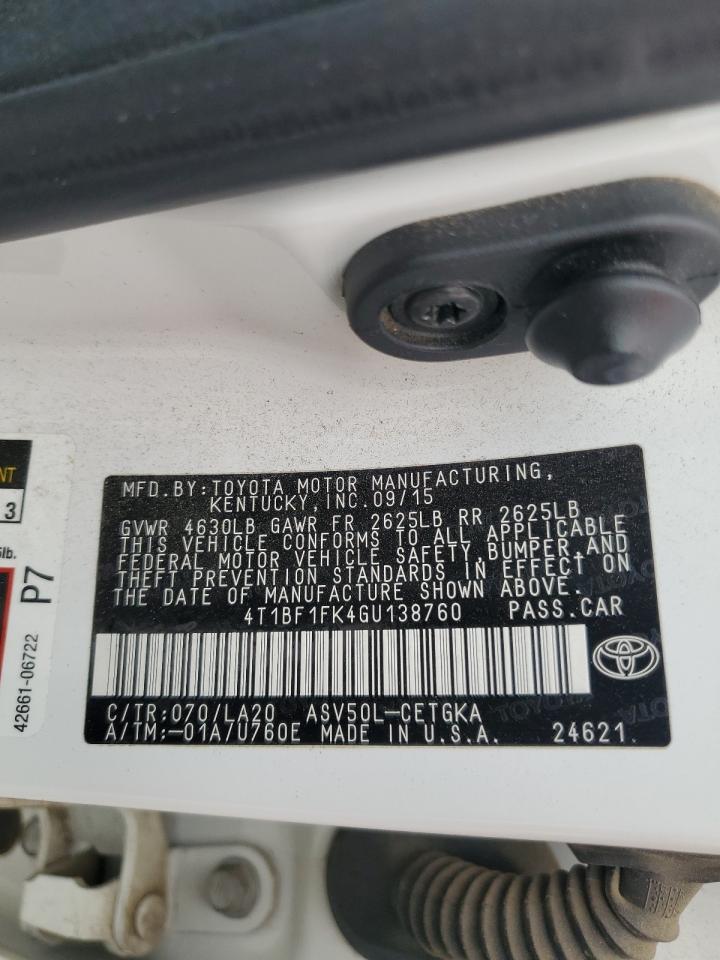 MFD.BY:TOYOTA MOTOR MANUFACTURING,
KENTUCKY, INC. 09/15
GVWR 4630LB GAWR FR 2625LB RR 2625LB
THIS VEHICLE CONFORMS TO ALL APPLICABLE
FEDERAL MOTOR VEHICLE SAFETY, BUMPER, AND
THEFT PREVENTION STANDARDS IN EFFECT ON
THE DATE OF MANUFACTURE SHOWN ABOVE.
4T1BF1FK4GU138760 PASS.CAR
C/TR:070/LA20 ASV50L-CETGKA
A/TM:-01A/U760E MADE IN U.S.A. 24621
NT
3
lb.
P7
42661-06722